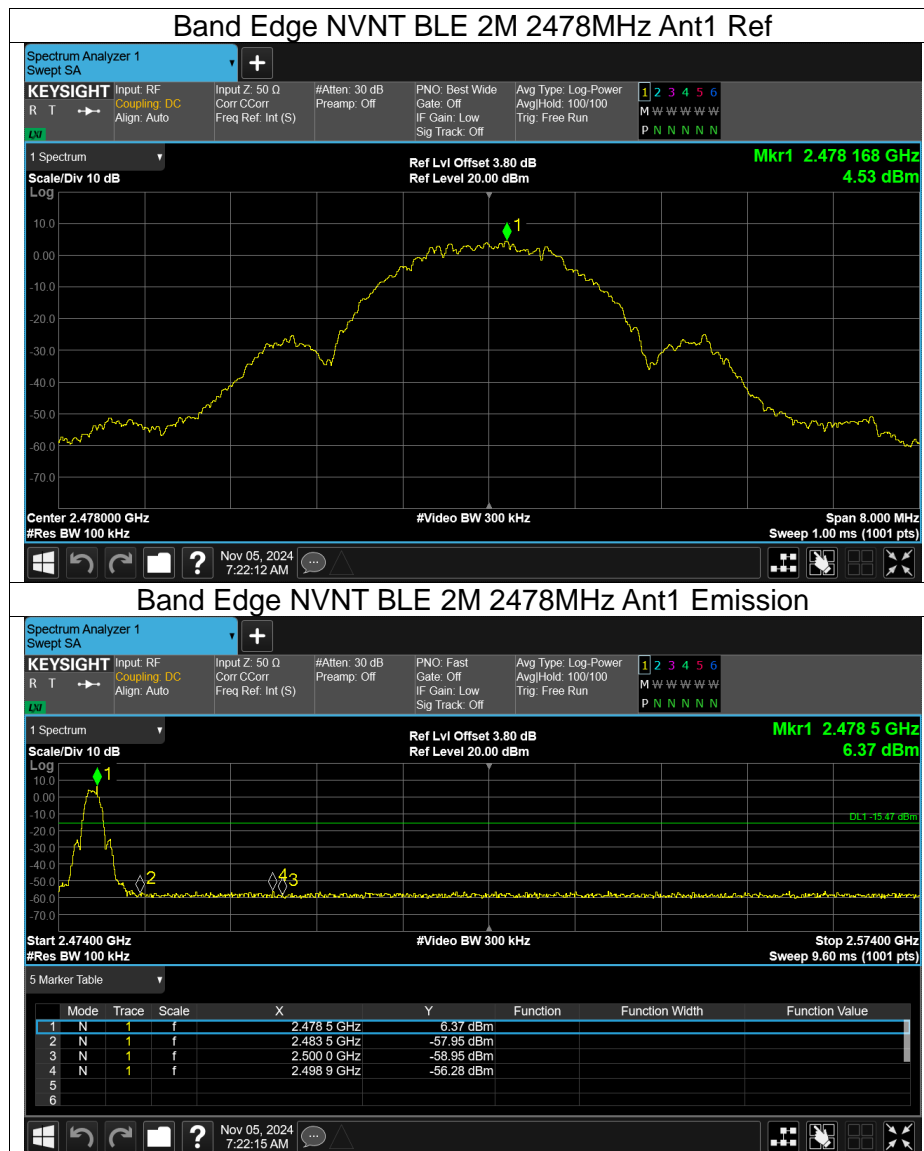 Band Edge NVNT BLE 2M 2478MHz Ant1 Ref
Spectrum Analyzer 1
Swept SA
KEYSIGHT Input: RF Input Z: 50 Ω #Atten: 30 dB PNO: Best Wide Avg Type: Log-Power 1 2 3 4 5 6
R T Coupling: DC Corr CCorr Preamp: Off Gate: Off Avg|Hold: 100/100 M W W W W W
Align: Auto Freq Ref: Int (S) IF Gain: Low Trig: Free Run
LXI Sig Track: Off P N N N N N
1 Spectrum Ref Lvl Offset 3.80 dB Mkr1 2.478 168 GHz
Scale/Div 10 dB Ref Level 20.00 dBm 4.53 dBm
Log
10.0
0.00
-10.0
-20.0
-30.0
-40.0
-50.0
-60.0
-70.0
1
Center 2.478000 GHz #Video BW 300 kHz Span 8.000 MHz
#Res BW 100 kHz Sweep 1.00 ms (1001 pts)
Nov 05, 2024
7:22:12 AM
Band Edge NVNT BLE 2M 2478MHz Ant1 Emission
Spectrum Analyzer 1
Swept SA
KEYSIGHT Input: RF Input Z: 50 Ω #Atten: 30 dB PNO: Fast Avg Type: Log-Power 1 2 3 4 5 6
R T Coupling: DC Corr CCorr Preamp: Off Gate: Off Avg|Hold: 100/100 M W W W W W
Align: Auto Freq Ref: Int (S) IF Gain: Low Trig: Free Run
LXI Sig Track: Off P N N N N N
1 Spectrum Ref Lvl Offset 3.80 dB Mkr1 2.478 5 GHz
Scale/Div 10 dB Ref Level 20.00 dBm 6.37 dBm
Log
10.0
0.00
-10.0
-20.0
-30.0
-40.0
-50.0
-60.0
-70.0
1
DL1 -15.47 dBm
2
4 3
Start 2.47400 GHz #Video BW 300 kHz Stop 2.57400 GHz
#Res BW 100 kHz Sweep 9.60 ms (1001 pts)
5 Marker Table
Mode Trace Scale X Y Function Function Width Function Value
1 N 1 f 2.478 5 GHz 6.37 dBm
2 N 1 f 2.483 5 GHz -57.95 dBm
3 N 1 f 2.500 0 GHz -58.95 dBm
4 N 1 f 2.498 9 GHz -56.28 dBm
5
6
Nov 05, 2024
7:22:15 AM